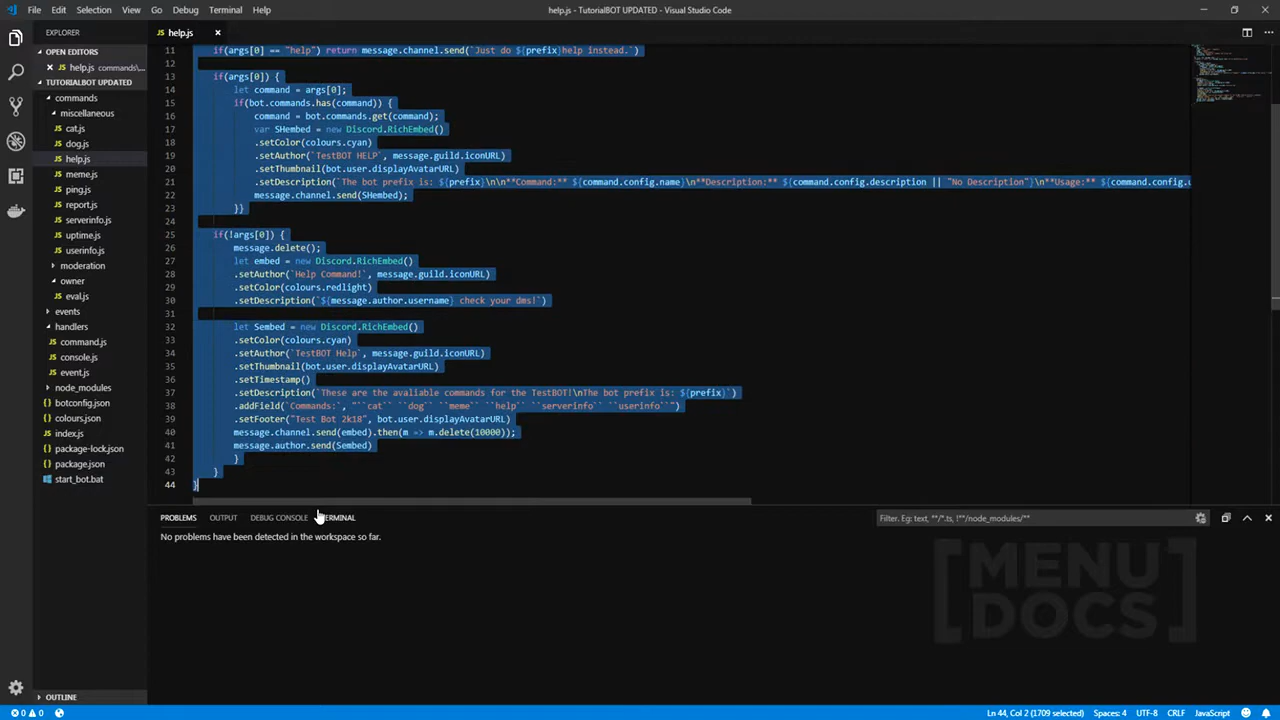 File Edit Selection View Go Debug Terminal Help help.js - TutorialBOT UPDATED - Visual Studio Code
EXPLORER
OPEN EDITORS
help.js commands\...
TUTORIALBOT UPDATED
commands
miscellaneous
cat.js
dog.js
help.js
meme.js
ping.js
report.js
serverinfo.js
uptime.js
userinfo.js
moderation
owner
eval.js
events
handlers
command.js
console.js
event.js
node_modules
botconfig.json
colours.json
index.js
package-lock.json
package.json
start_bot.bat
OUTLINE
help.js
11 if(args[0] == "help") return message.channel.send(`Just do ${prefix}help instead.`)
12
13 if(args[0]) {
14 let command = args[0];
15 if(bot.commands.has(command)) {
16 command = bot.commands.get(command);
17 var SHembed = new Discord.RichEmbed()
18 .setColor(colours.cyan)
19 .setAuthor(`TestBOT HELP`, message.guild.iconURL)
20 .setThumbnail(bot.user.displayAvatarURL)
21 .setDescription(`The bot prefix is: ${prefix}\n\n**Command:** ${command.config.name}\n**Description:** ${command.config.description || "No Description"}\n**Usage:** ${command.config.u
22 message.channel.send(SHembed);
23 }}
24
25 if(!args[0]) {
26 message.delete();
27 let embed = new Discord.RichEmbed()
28 .setAuthor(`Help Command!`, message.guild.iconURL)
29 .setColor(colours.redlight)
30 .setDescription(`${message.author.username} check your dms!`)
31
32 let Sembed = new Discord.RichEmbed()
33 .setColor(colours.cyan)
34 .setAuthor(`TestBOT Help`, message.guild.iconURL)
35 .setThumbnail(bot.user.displayAvatarURL)
36 .setTimestamp()
37 .setDescription(`These are the avaliable commands for the TestBOT!\nThe bot prefix is: ${prefix}`)
38 .addField(`Commands:`, "``cat`` ``dog`` ``meme`` ``help`` ``serverinfo`` ``userinfo``")
39 .setFooter("Test Bot 2k18", bot.user.displayAvatarURL)
40 message.channel.send(embed).then(m => m.delete(10000));
41 message.author.send(Sembed)
42 }
43 }
44 }
PROBLEMS OUTPUT DEBUG CONSOLE TERMINAL Filter. Eg: text, **/*.ts, !**/node_modules/**
No problems have been detected in the workspace so far.
[MENU
DOCS]
0 0 Ln 44, Col 2 (1709 selected) Spaces: 4 UTF-8 CRLF JavaScript